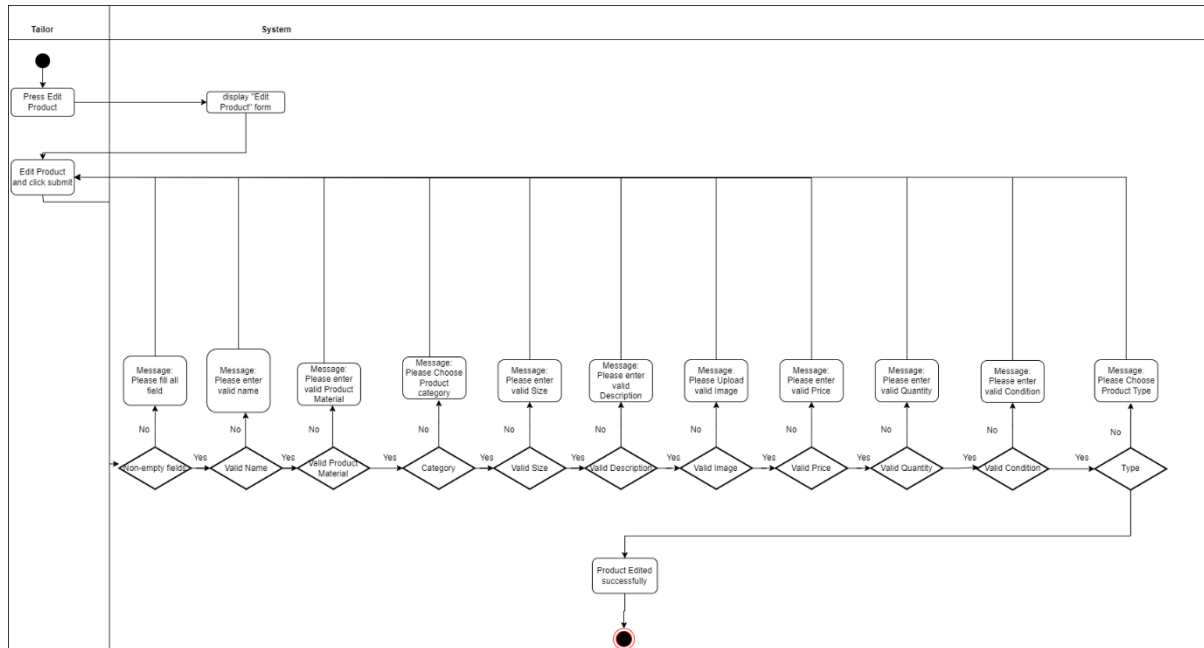 Tailor
System
Press Edit
Product
display "Edit
Product" form
Edit Product
and click submit
Message:
Please fill all
field
Message:
Please enter
valid name
Message:
Please enter
valid Product
Material
Message:
Please Choose
Product
category
Message:
Please enter
valid Size
Message:
Please enter
valid
Description
Message:
Please Upload
valid Image
Message:
Please enter
valid Price
Message:
Please enter
valid Quantity
Message:
Please enter
valid Condition
Message:
Please Choose
Product Type
No
No
No
No
No
No
No
No
No
No
No
Non-empty fields
Yes
Valid Name
Yes
Valid Product
Material
Yes
Category
Yes
Valid Size
Yes
Valid Description
Yes
Valid Image
Yes
Valid Price
Yes
Valid Quantity
Yes
Valid Condition
Yes
Type
Product Edited
successfully